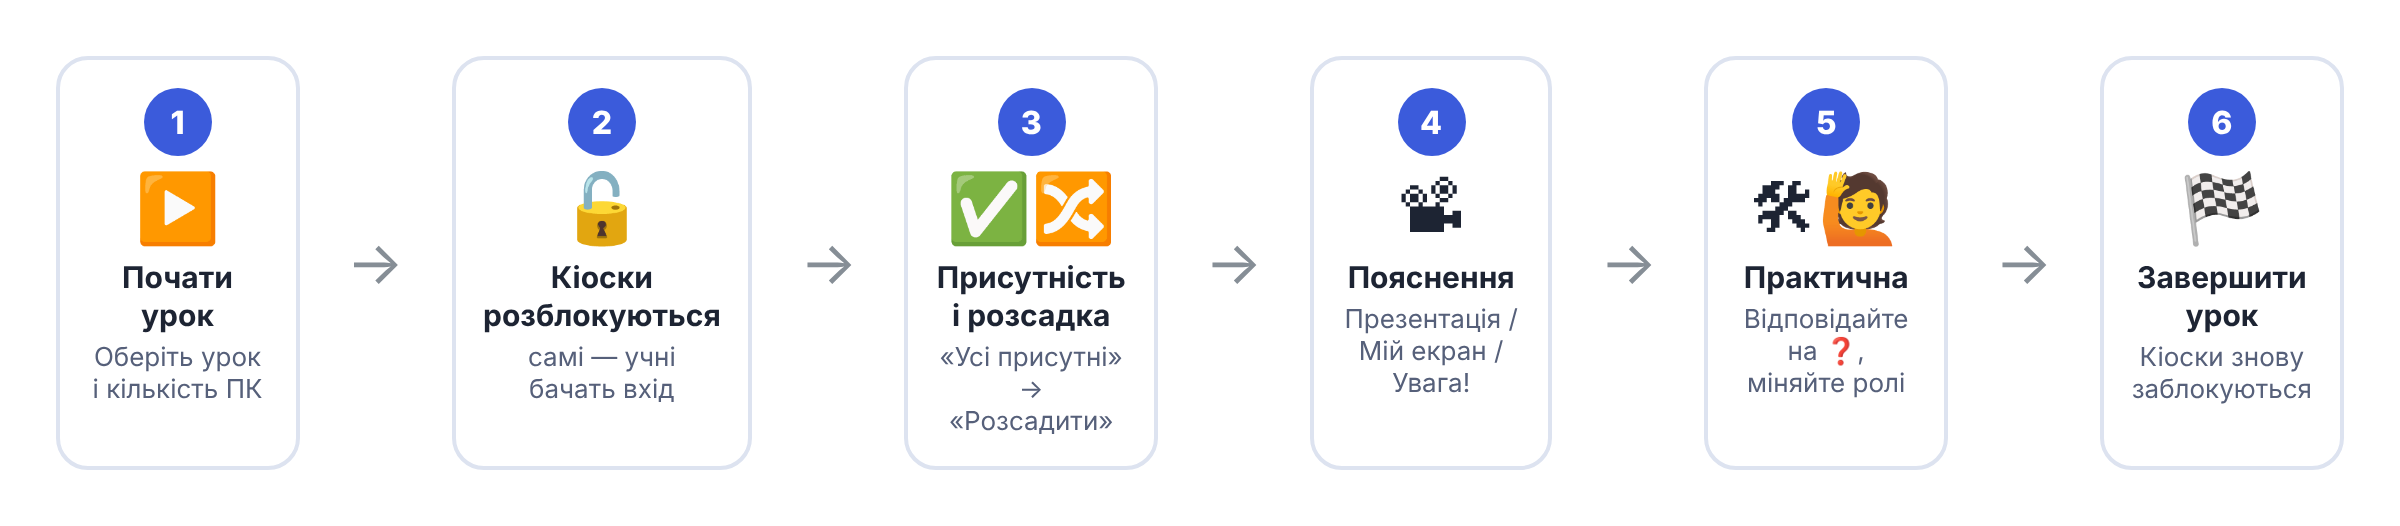 1
Почати
урок
Оберіть урок
і кількість ПК
→
2
Кіоски
розблокуються
самі — учні
бачать вхід
→
3
Присутність
і розсадка
«Усі присутні»
→
«Розсадити»
→
4
Пояснення
Презентація /
Мій екран /
Увага!
→
5
Практична
Відповідайте
на ❓,
міняйте ролі
→
6
Завершити
урок
Кіоски знову
заблокуються